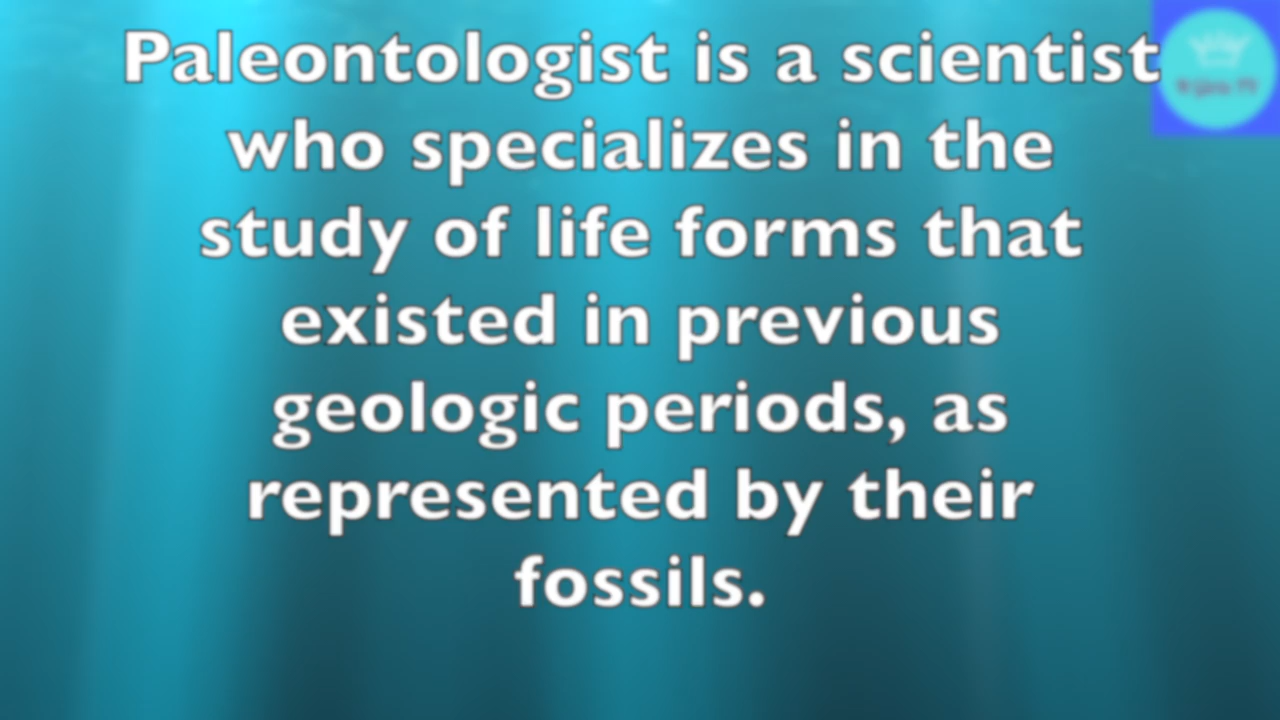 Paleontologist is a scientist
who specializes in the
study of life forms that
existed in previous
geologic periods, as
represented by their
fossils.